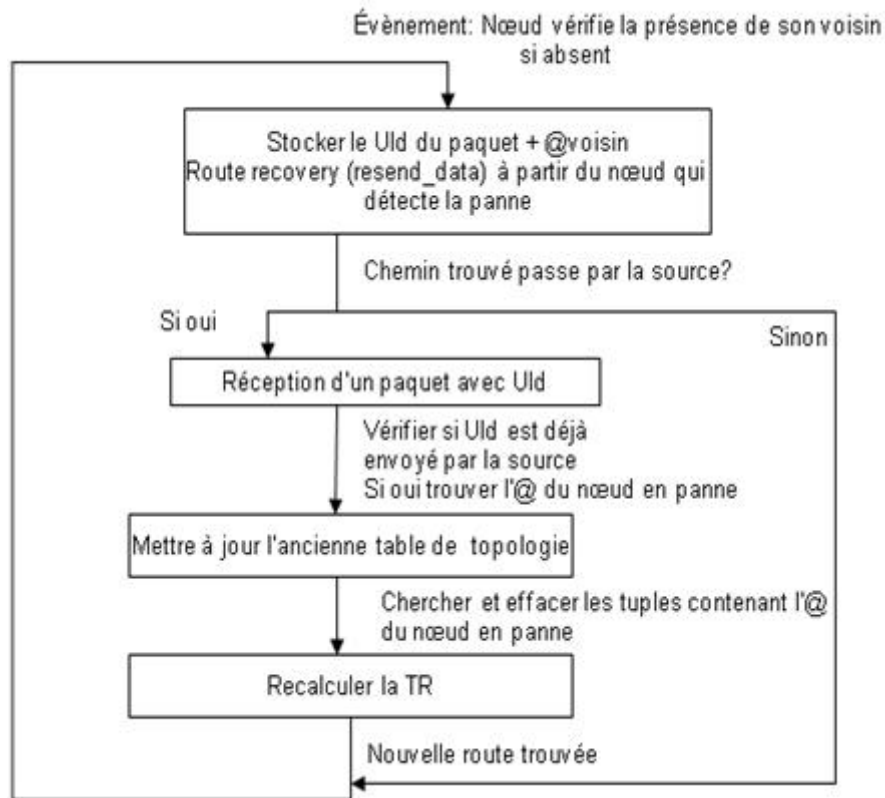 Évènement: Nœud vérifie la présence de son voisin
si absent
Stocker le UId du paquet + @voisin
Route recovery (resend_data) à partir du nœud qui
détecte la panne
Chemin trouvé passe par la source?
Si oui
Sinon
Réception d'un paquet avec UId
Vérifier si UId est déjà
envoyé par la source
Si oui trouver l'@ du nœud en panne
Mettre à jour l'ancienne table de topologie
Chercher et effacer les tuples contenant l'@
du nœud en panne
Recalculer la TR
Nouvelle route trouvée